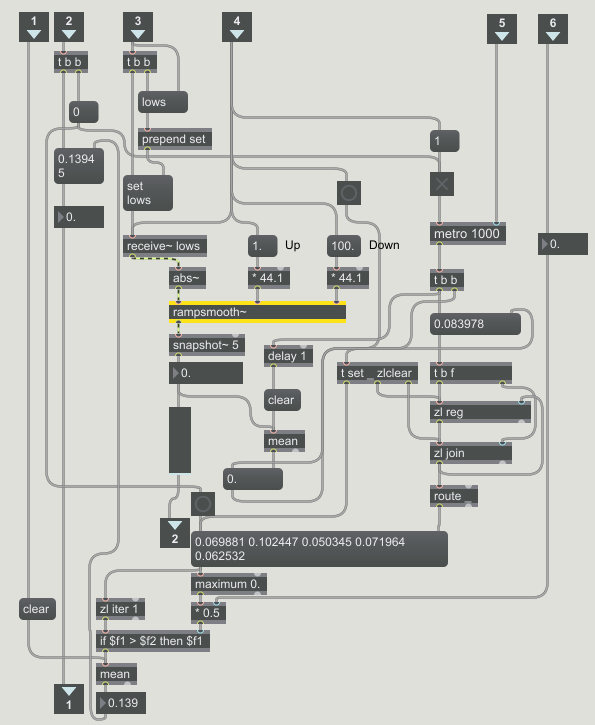 1
2
3
4
5
6
t b b
t b b
lows
0
prepend set
1
0.1394
5
set
lows
0.
metro 1000
0.
receive~ lows
1.
Up
100.
Down
abs~
* 44.1
* 44.1
t b b
rampsmooth~
0.083978
snapshot~ 5
delay 1
0.
t set _ zlclear
t b f
clear
zl reg
mean
zl join
0.
route
2
0.069881 0.102447 0.050345 0.071964
0.062532
maximum 0.
clear
zl iter 1
* 0.5
if $f1 > $f2 then $f1
mean
1
0.139